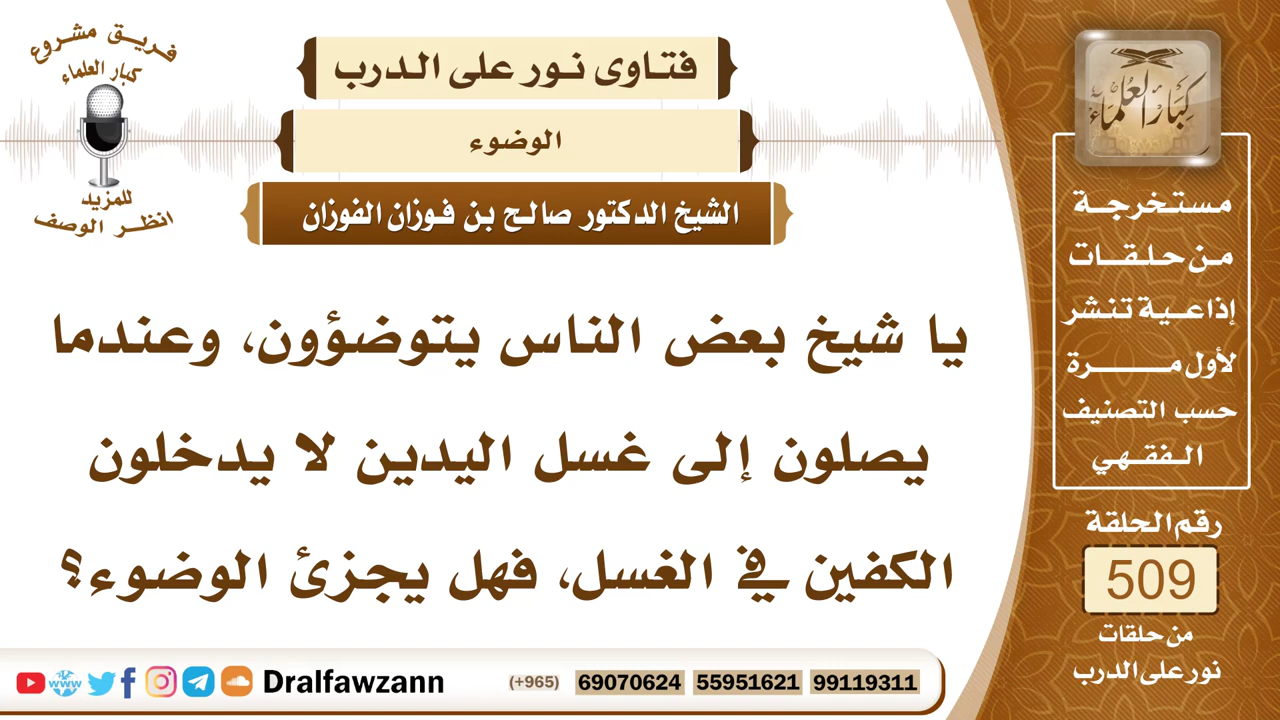 فريق مشروع
كبار العلماء
للمزيد
انظر الوصف
فتاوى نور على الدرب
الوضوء
الشيخ الدكتور صالح بن فوزان الفوزان
يا شيخ بعض الناس يتوضؤون، وعندما
يصلون إلى غسل اليدين لا يدخلون
الكفين في الغسل، فهل يجزئ الوضوء؟
كبار العلماء
مستخرجة
من حلقات
إذاعية تنشر
لأول مرة
حسب التصنيف
الفقهي
رقم الحلقة
509
من حلقات
نور على الدرب
www
Dralfawzann
(+965) 69070624 55951621 99119311